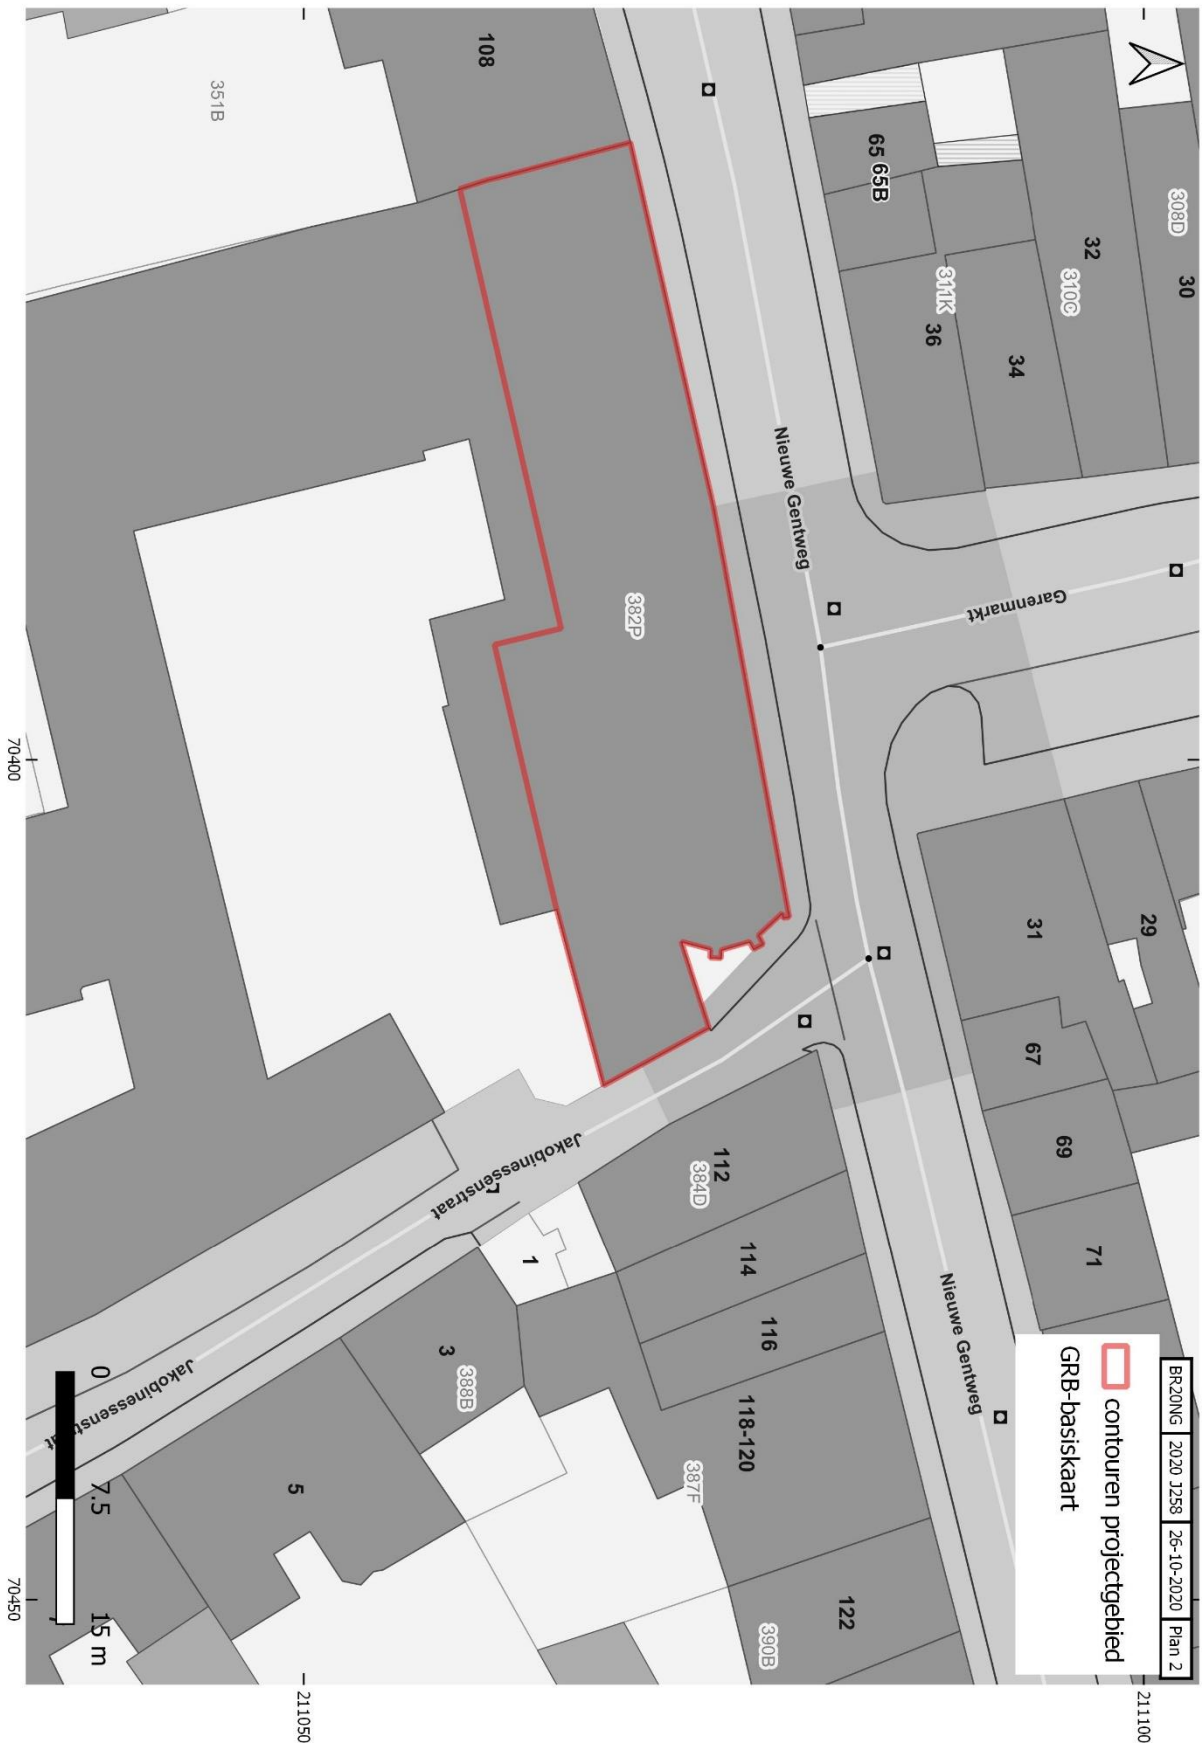 BR20NG 2020 J258 26-10-2020 Plan 2
contouren projectgebied
GRB-basiskaart
308D
30
32
310C
34
311K
36
65 65B
108
351B
Nieuwe Gentweg
Garenmarkt
382P
29
31
67
69
71
Nieuwe Gentweg
112
384D
114
116
118-120
387F
122
390B
Jakobinessenstraat
1
3
388B
5
Jakobinessenstraat
0 7.5 15 m
70400
70450
211050
211100